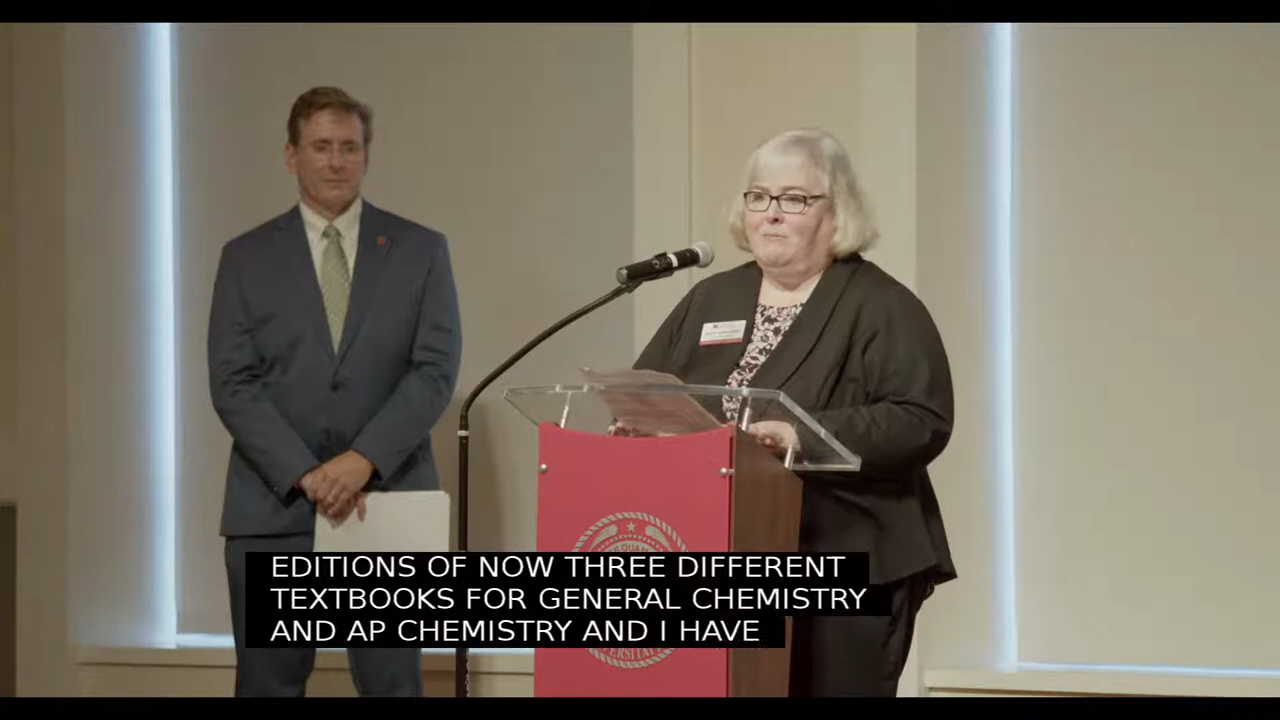 EDITIONS OF NOW THREE DIFFERENT
TEXTBOOKS FOR GENERAL CHEMISTRY
AND AP CHEMISTRY AND I HAVE